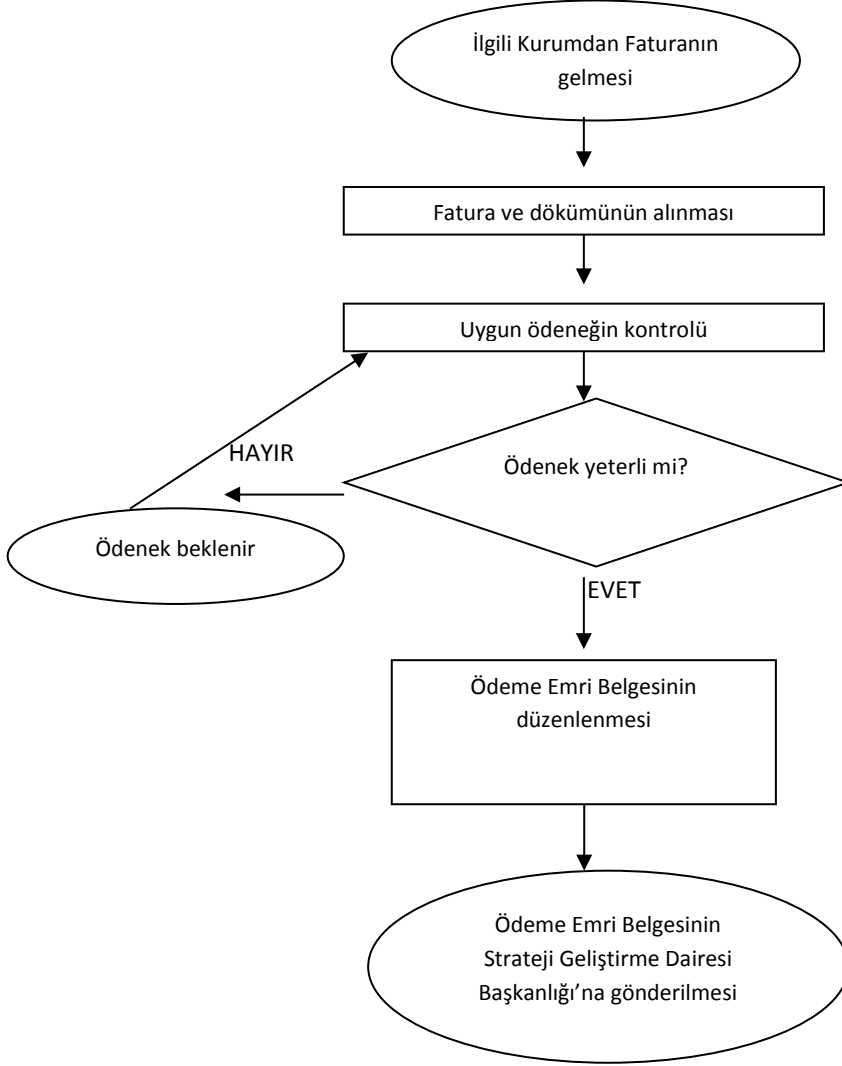 İlgili Kurumdan Faturanın
gelmesi
Fatura ve dökümünün alınması
Uygun ödeneğin kontrolü
HAYIR
Ödenek yeterli mi?
Ödenek beklenir
EVET
Ödeme Emri Belgesinin
düzenlenmesi
Ödeme Emri Belgesinin
Strateji Geliştirme Dairesi
Başkanlığı’na gönderilmesi